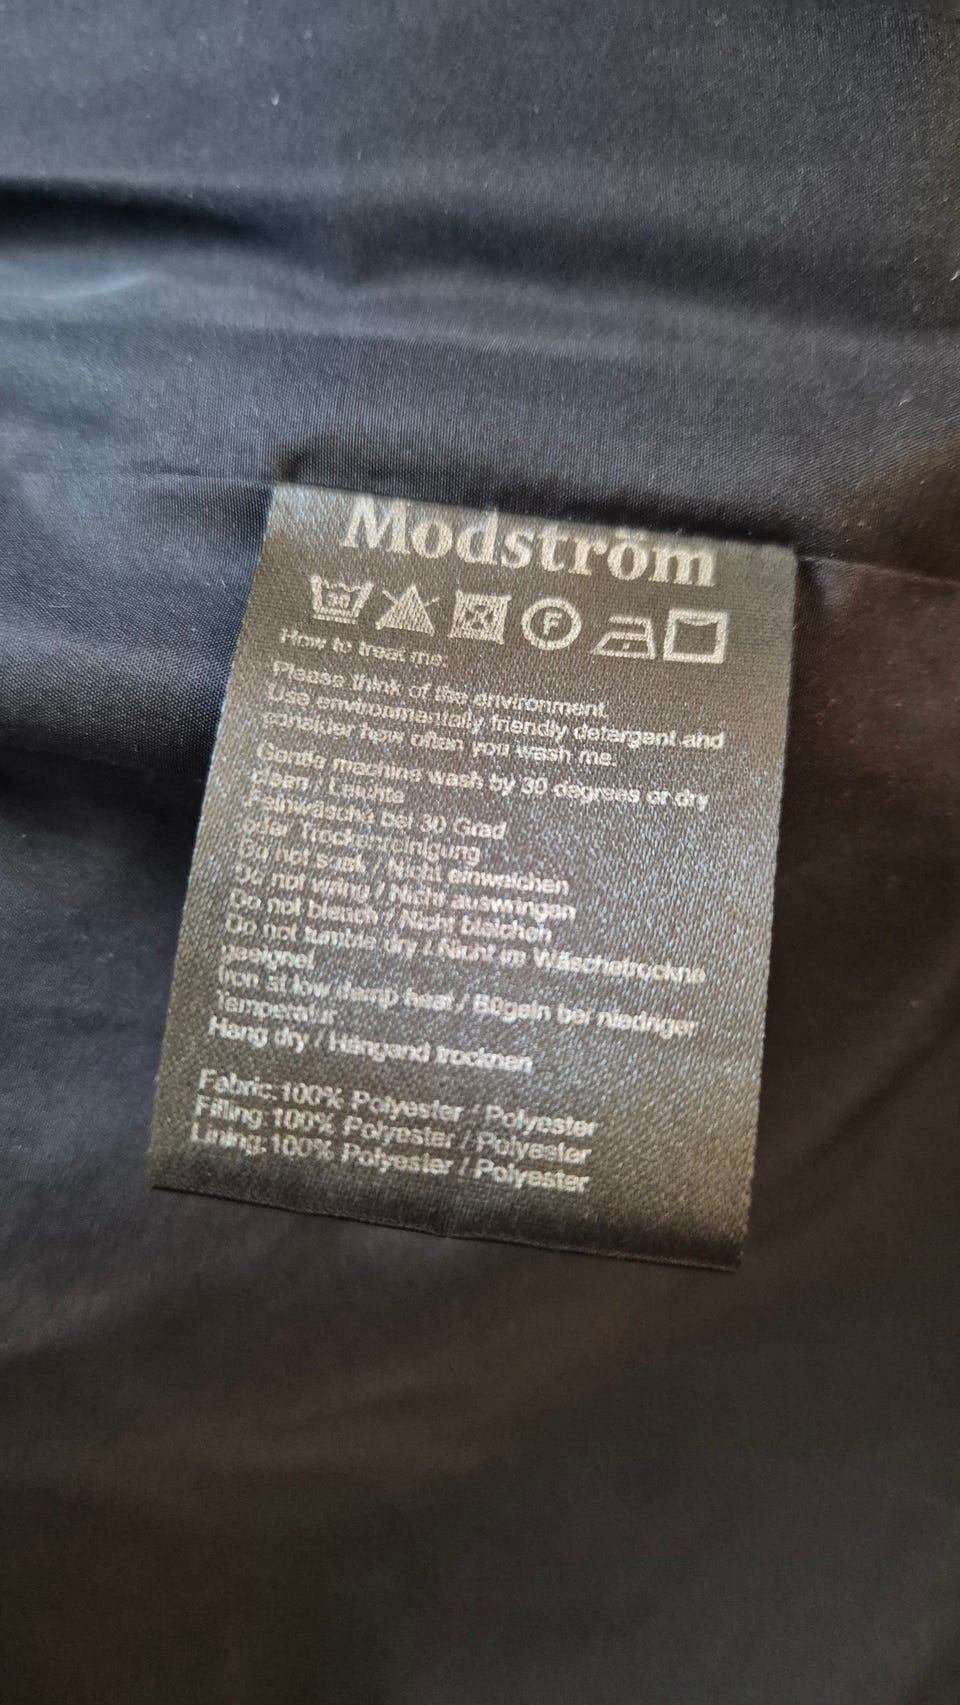 Modström
30 F
How to treat me:
Please think of the environment.
Use environmentally friendly detergent and
consider how often you wash me:
Gentle machine wash by 30 degrees or dry
clean / Leichte
Feinwäsche bei 30 Grad
oder Trockenreinigung
Do not soak / Nicht einweichen
Do not wring / Nicht auswringen
Do not bleach / Nicht bleichen
Do not tumble dry / Nicht im Wäschetrockne
geeignet
Iron at low damp heat / Bügeln bei niedriger
Temperatur
Hang dry / Hängend trocknen
Fabric:100% Polyester / Polyester
Filling:100% Polyester / Polyester
Lining:100% Polyester / Polyester